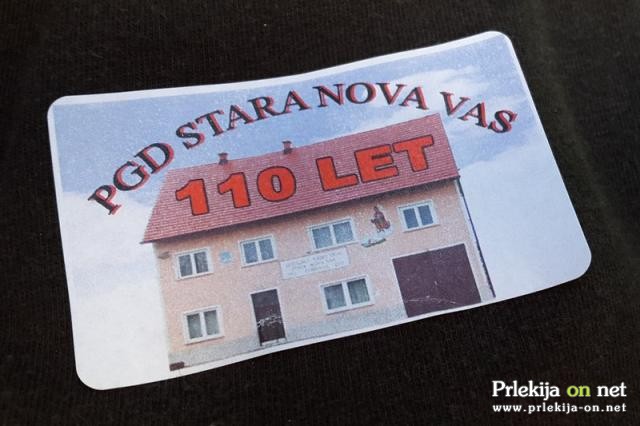 PGD STARA NOVA VAS
110 LET
Prlekija on net
www.prlekija-on.net